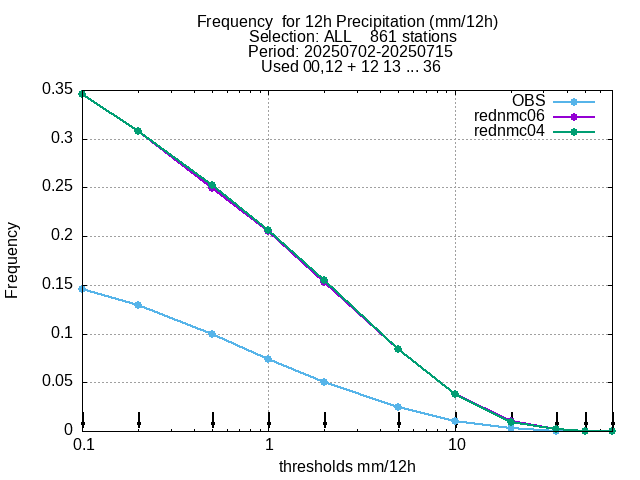 Frequency  for 12h Precipitation (mm/12h)
Selection: ALL    861 stations
Period: 20250702-20250715
Used 00,12 + 12 13 ... 36
OBS
rednmc06
rednmc04
Frequency
0.35
0.3
0.25
0.2
0.15
0.1
0.05
0
0.1
1
10
thresholds mm/12h